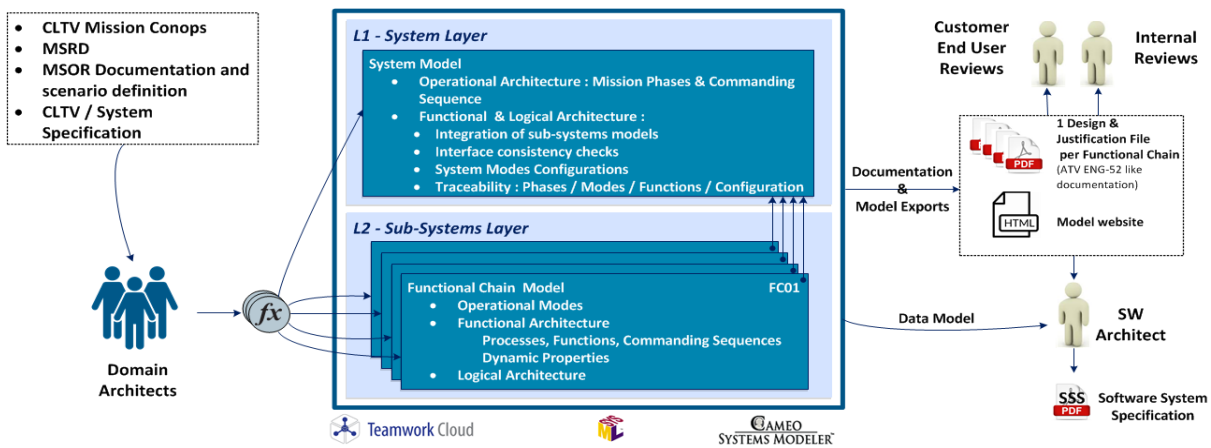 CLTV Mission Conops
MSRD
MSOR Documentation and
scenario definition
CLTV / System
Specification
Domain
Architects
fx
L1 - System Layer
System Model
Operational Architecture : Mission Phases & Commanding
Sequence
Functional & Logical Architecture :
Integration of sub-systems models
Interface consistency checks
System Modes Configurations
Traceability : Phases / Modes / Functions / Configuration
L2 - Sub-Systems Layer
Functional Chain Model FC01
Operational Modes
Functional Architecture
Processes, Functions, Commanding Sequences
Dynamic Properties
Logical Architecture
Teamwork Cloud
CAMEO
SYSTEMS MODELER™
Documentation
&
Model Exports
Data Model
Customer
End User
Reviews
Internal
Reviews
PDF
1 Design &
Justification File
per Functional Chain
(ATV ENG-52 like
documentation)
HTML
Model website
SW
Architect
SSS
PDF
Software System
Specification